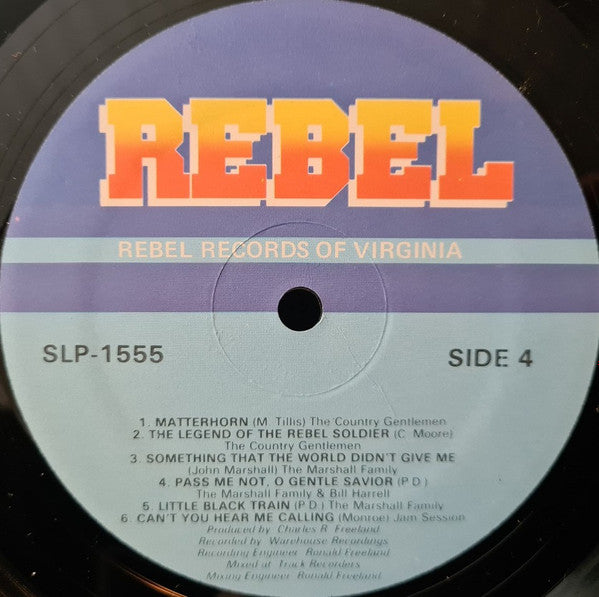 REBEL
REBEL RECORDS OF VIRGINIA
SLP-1555
SIDE 4
1. MATTERHORN (M. Tillis) The Country Gentlemen
2. THE LEGEND OF THE REBEL SOLDIER (C. Moore)
The Country Gentlemen
3. SOMETHING THAT THE WORLD DIDN'T GIVE ME
(John Marshall) The Marshall Family
4. PASS ME NOT, O GENTLE SAVIOR (P.D.)
The Marshall Family & Bill Harrell
5. LITTLE BLACK TRAIN (P.D.) The Marshall Family
6. CAN'T YOU HEAR ME CALLING (Monroe) Jam Session
Produced by Charles R. Freeland
Recorded by Warehouse Recordings
Recording Engineer Ronald Freeland
Mixed at Track Recorders
Mixing Engineer Ronald Freeland